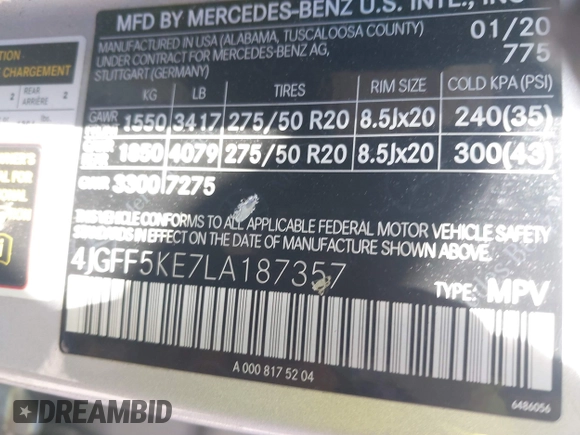 MFD BY MERCEDES-BENZ U.S. INTL., INC
MANUFACTURED IN USA (ALABAMA, TUSCALOOSA COUNTY)
UNDER CONTRACT FOR MERCEDES-BENZ AG,
STUTTGART (GERMANY)
01/20
775
KG LB TIRES RIM SIZE COLD KPA (PSI)
GAWR 1550 3417 275/50 R20 8.5Jx20 240(35)
1850 4079 275/50 R20 8.5Jx20 300(43)
GVWR 3300 7275
THIS VEHICLE CONFORMS TO ALL APPLICABLE FEDERAL MOTOR VEHICLE SAFETY
IN EFFECT ON THE DATE OF MANUFACTURE SHOWN ABOVE.
4JGFF5KE7LA187357
TYPE: MPV
A 000 817 52 04
6486056
CHARGEMENT
2 REAR ARRIÈRE 2
DREAMBID